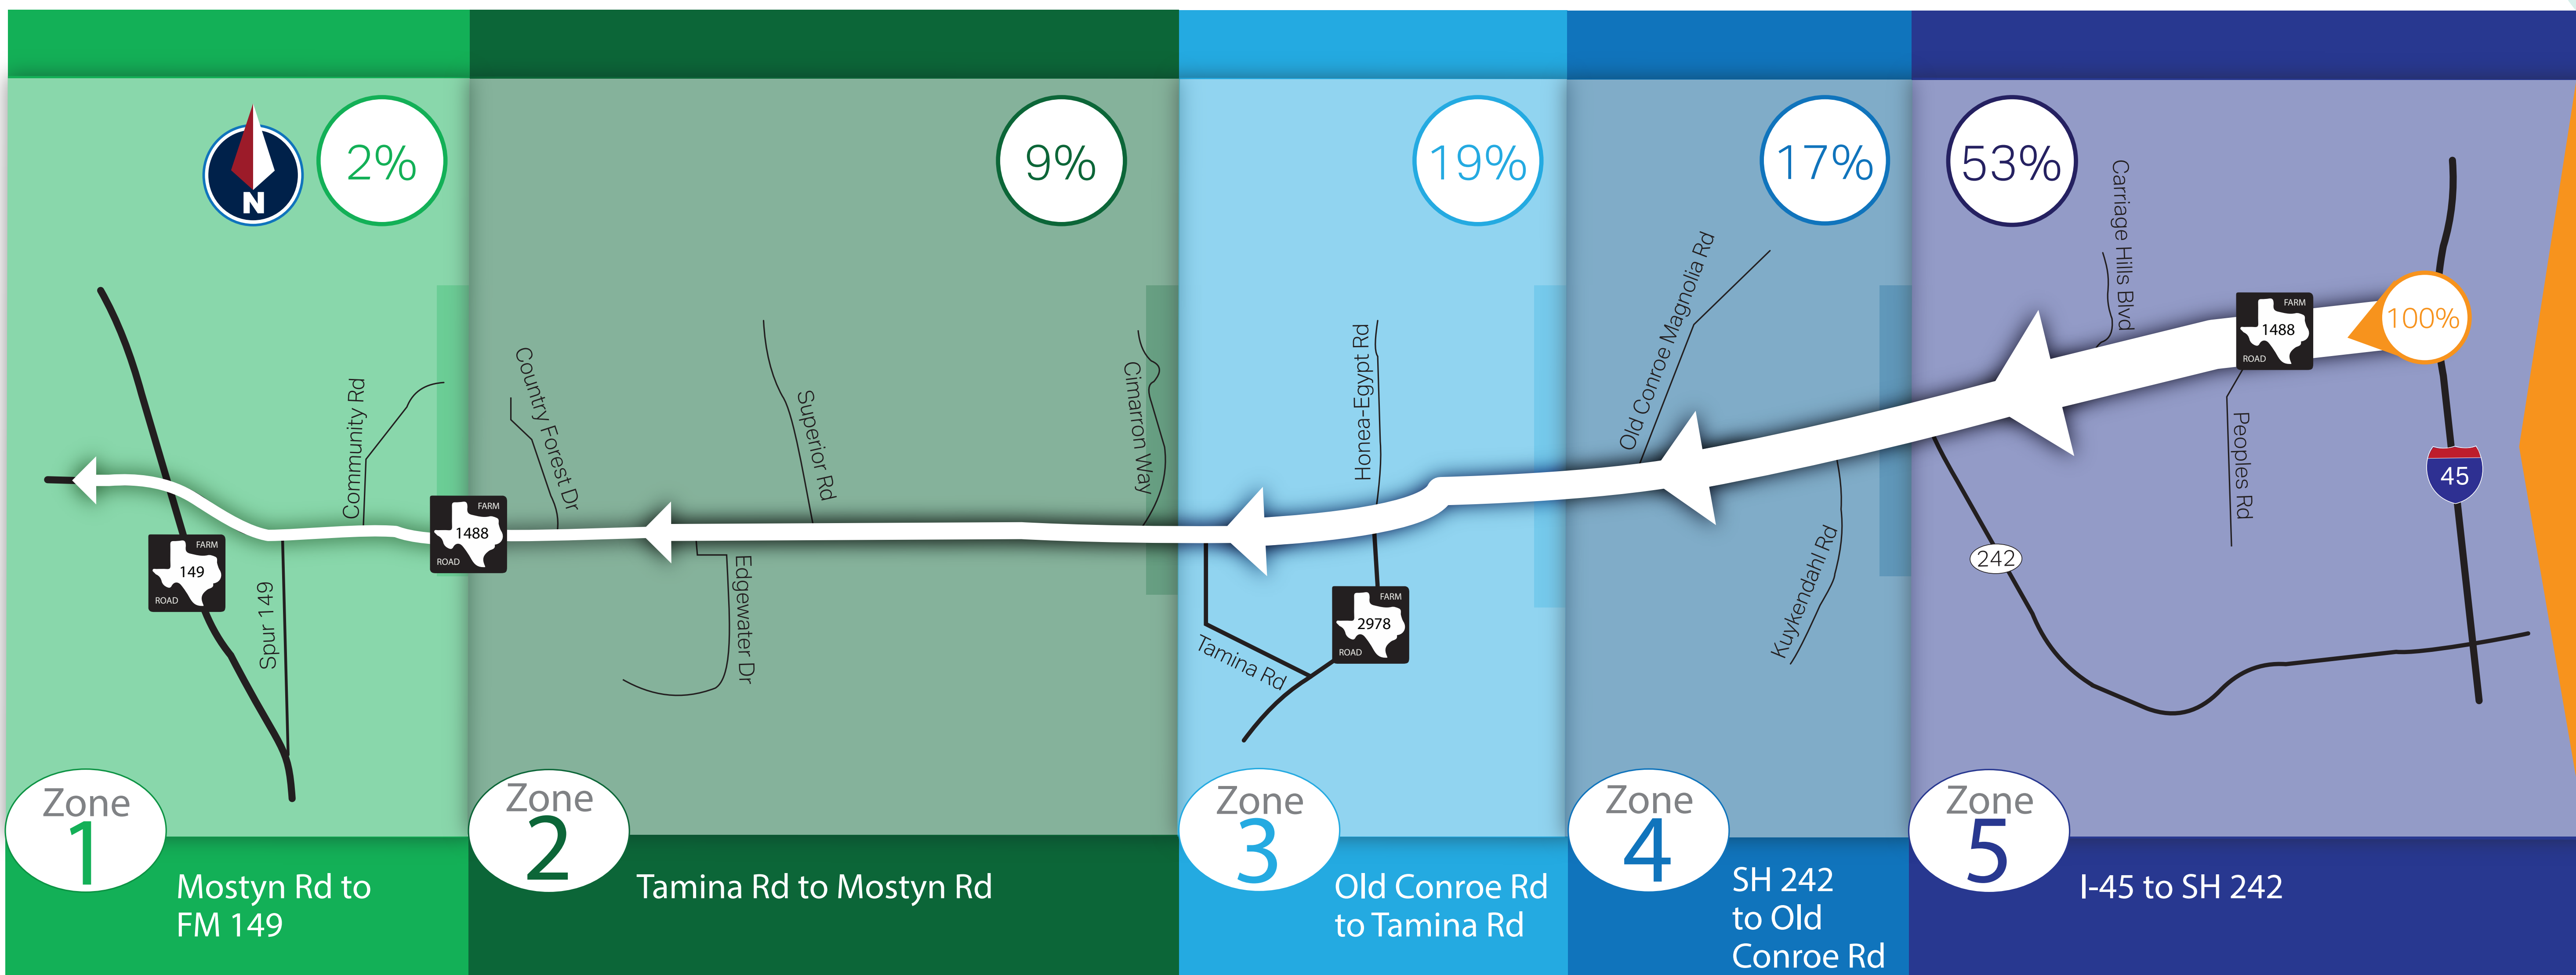 2%
9%
19%
17%
53%
N
Carriage Hills Blvd
FARM
1488
ROAD
100%
Old Conroe Magnolia Rd
Honea-Egypt Rd
Country Forest Dr
Superior Rd
Cimarron Way
Community Rd
Peoples Rd
45
FARM
1488
ROAD
FARM
149
ROAD
Spur 149
Edgewater Dr
Tamina Rd
FARM
2978
ROAD
Kuykendahl Rd
242
Zone
1
Mostyn Rd to
FM 149
Zone
2
Tamina Rd to Mostyn Rd
Zone
3
Old Conroe Rd
to Tamina Rd
Zone
4
SH 242
to Old
Conroe Rd
Zone
5
I-45 to SH 242